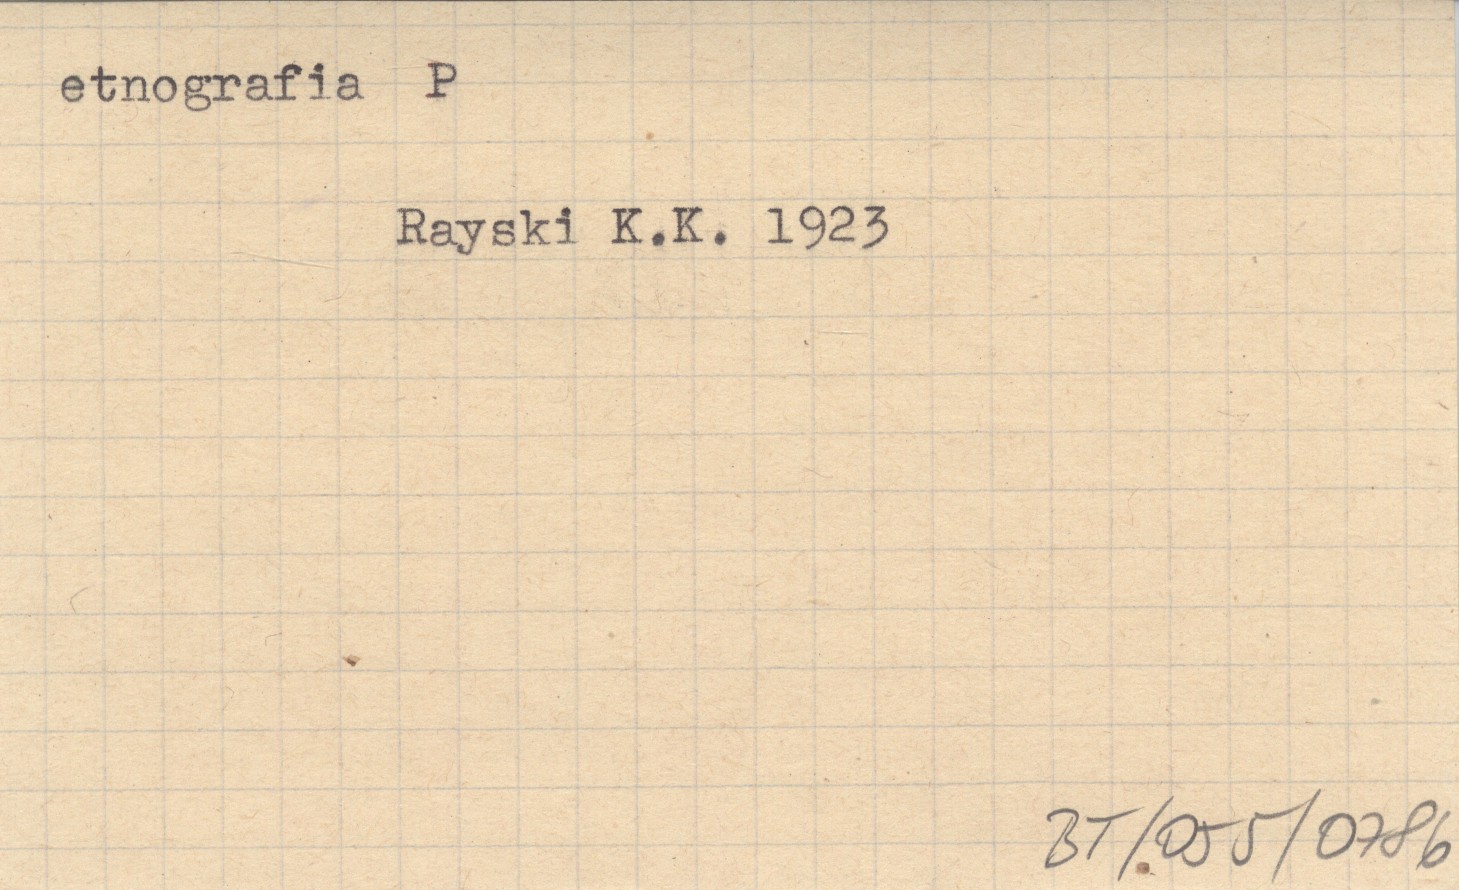 etnografia P
Rayski K.K. 1923
BT/055/0786